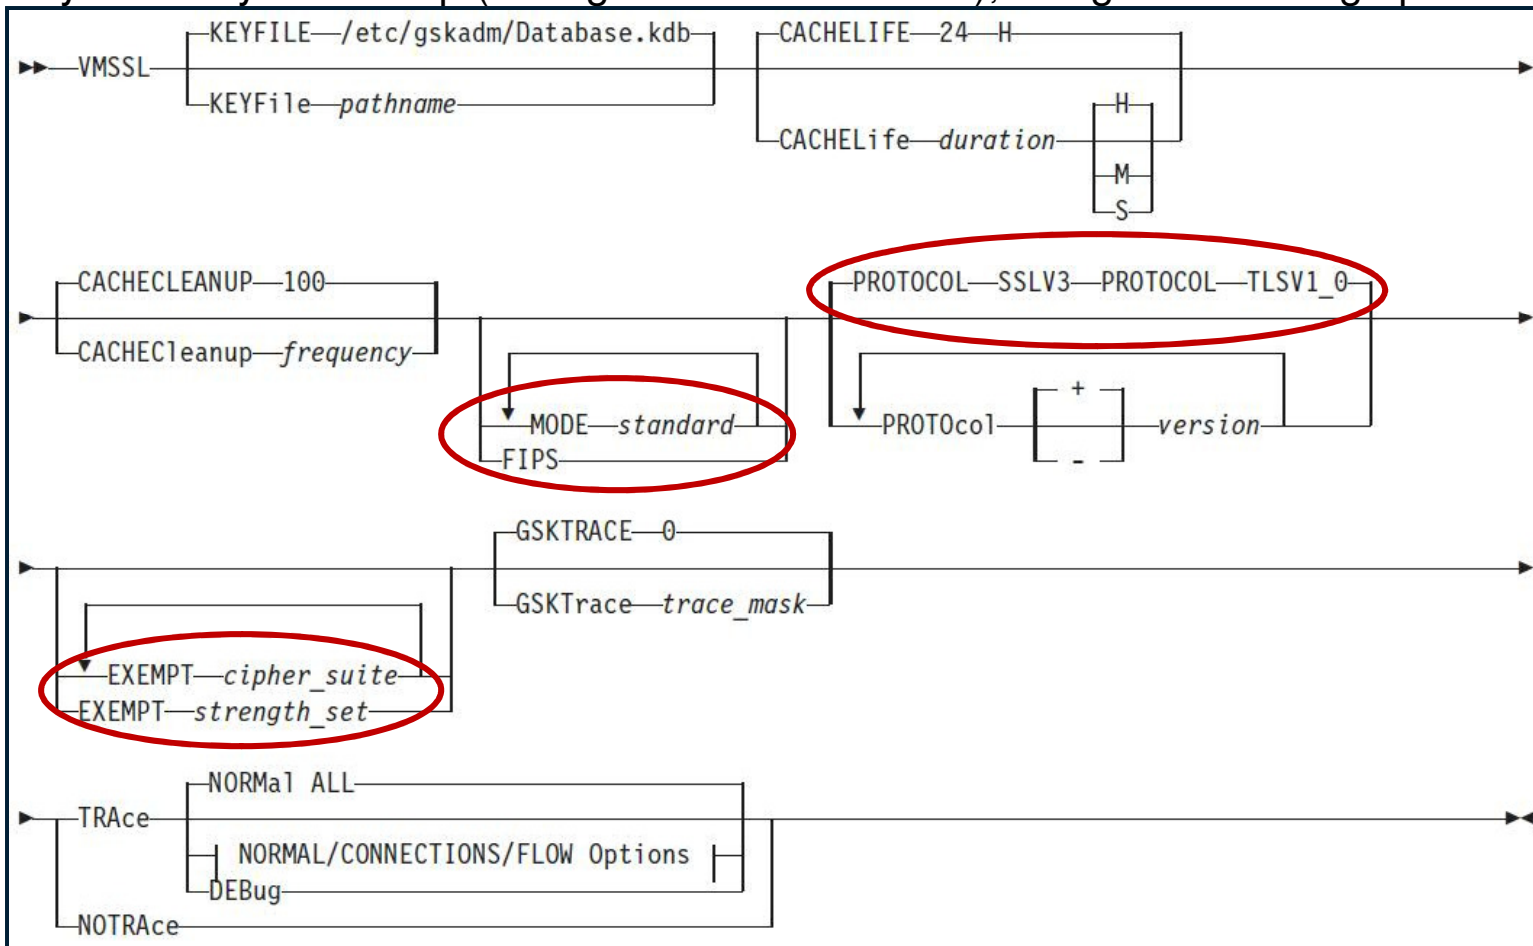 KEYFILE /etc/gskadm/Database.kdb CACHELIFE 24 H
VMSSL
KEYFile pathname H
CACHELife duration
M
S
CACHECLEANUP 100 PROTOCOL SSLV3 PROTOCOL TLSV1_0
CACHECleanup frequency
+
MODE standard PROTOcol version
FIPS -
GSKTRACE 0
GSKTrace trace_mask
EXEMPT cipher_suite
EXEMPT strength_set
NORMal ALL
TRAce
NORMAL/CONNECTIONS/FLOW Options
DEBug
NOTRAce